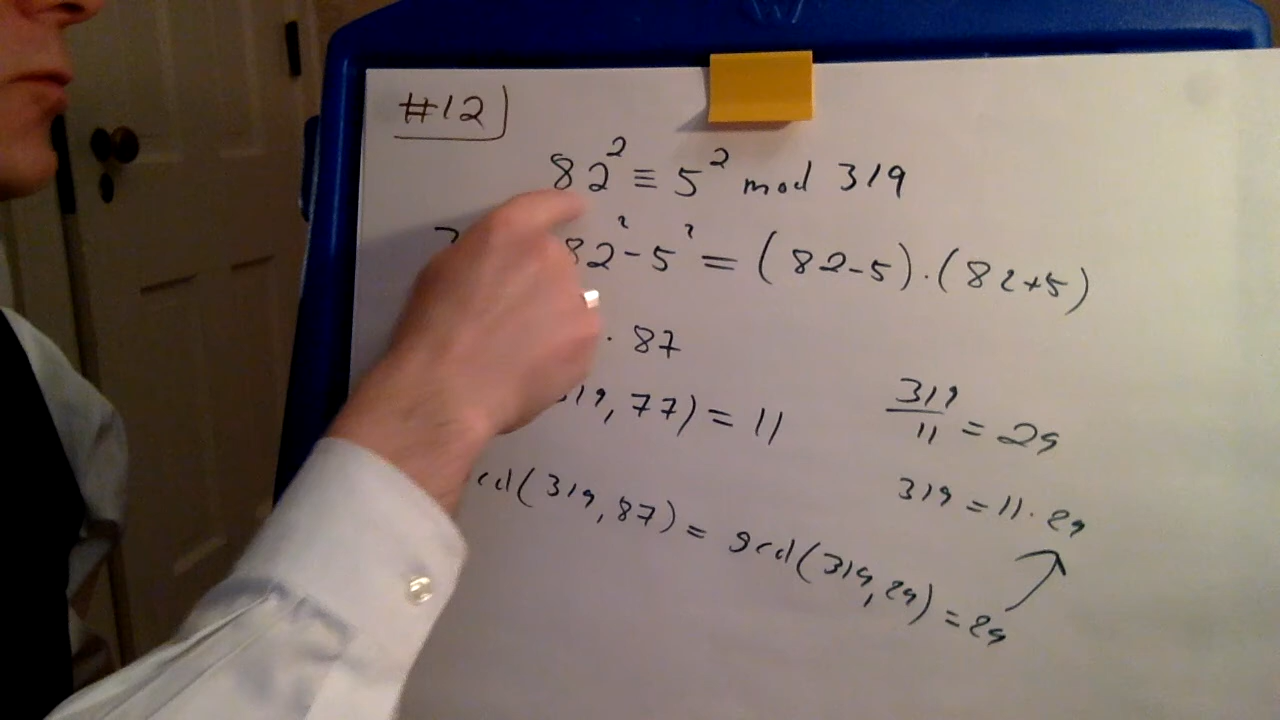 #12
82² ≡ 5² mod 319
82² - 5² = (82-5)·(82+5)
· 87
19, 77) = 11
319/11 = 29
319 = 11·29
cd(319, 87) = gcd(319, 29) = 29